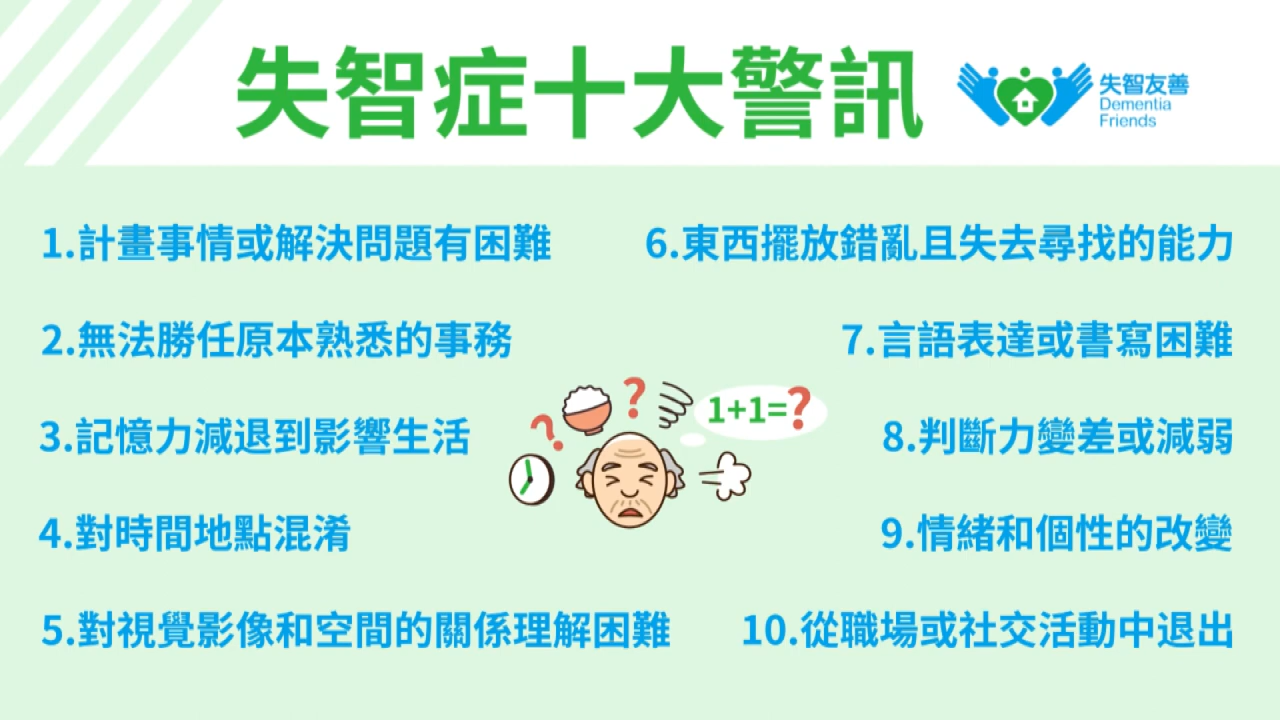 失智症十大警訊
失智友善
Dementia
Friends
1.計畫事情或解決問題有困難
2.無法勝任原本熟悉的事務
3.記憶力減退到影響生活
4.對時間地點混淆
5.對視覺影像和空間的關係理解困難
6.東西擺放錯亂且失去尋找的能力
7.言語表達或書寫困難
8.判斷力變差或減弱
9.情緒和個性的改變
10.從職場或社交活動中退出
?
?
1+1=?